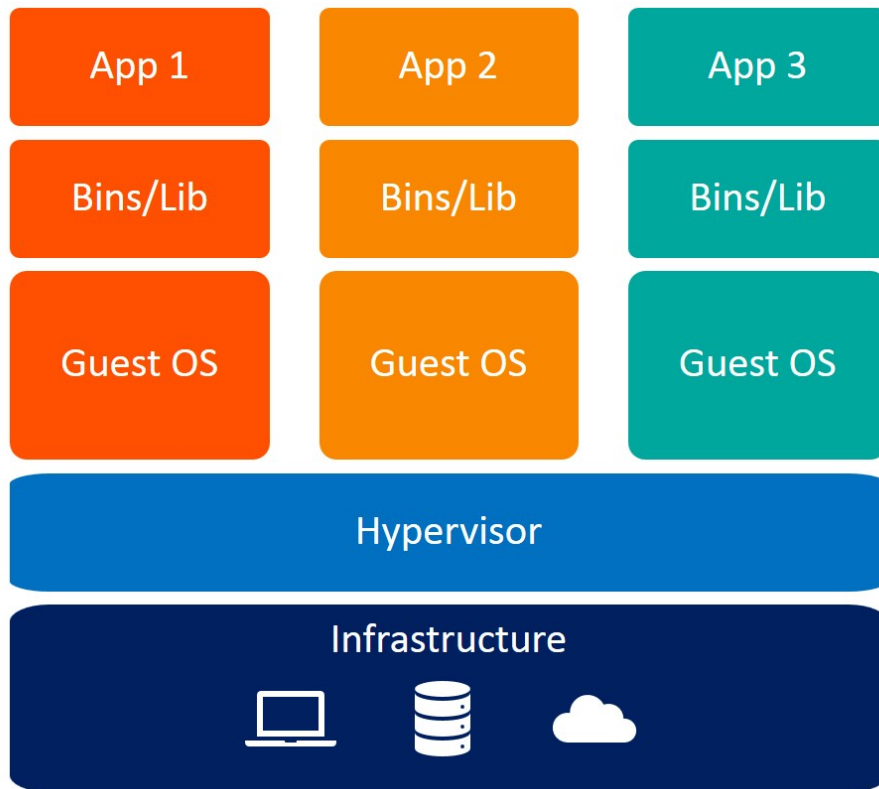 App 1
App 2
App 3
Bins/Lib
Bins/Lib
Bins/Lib
Guest OS
Guest OS
Guest OS
Hypervisor
Infrastructure